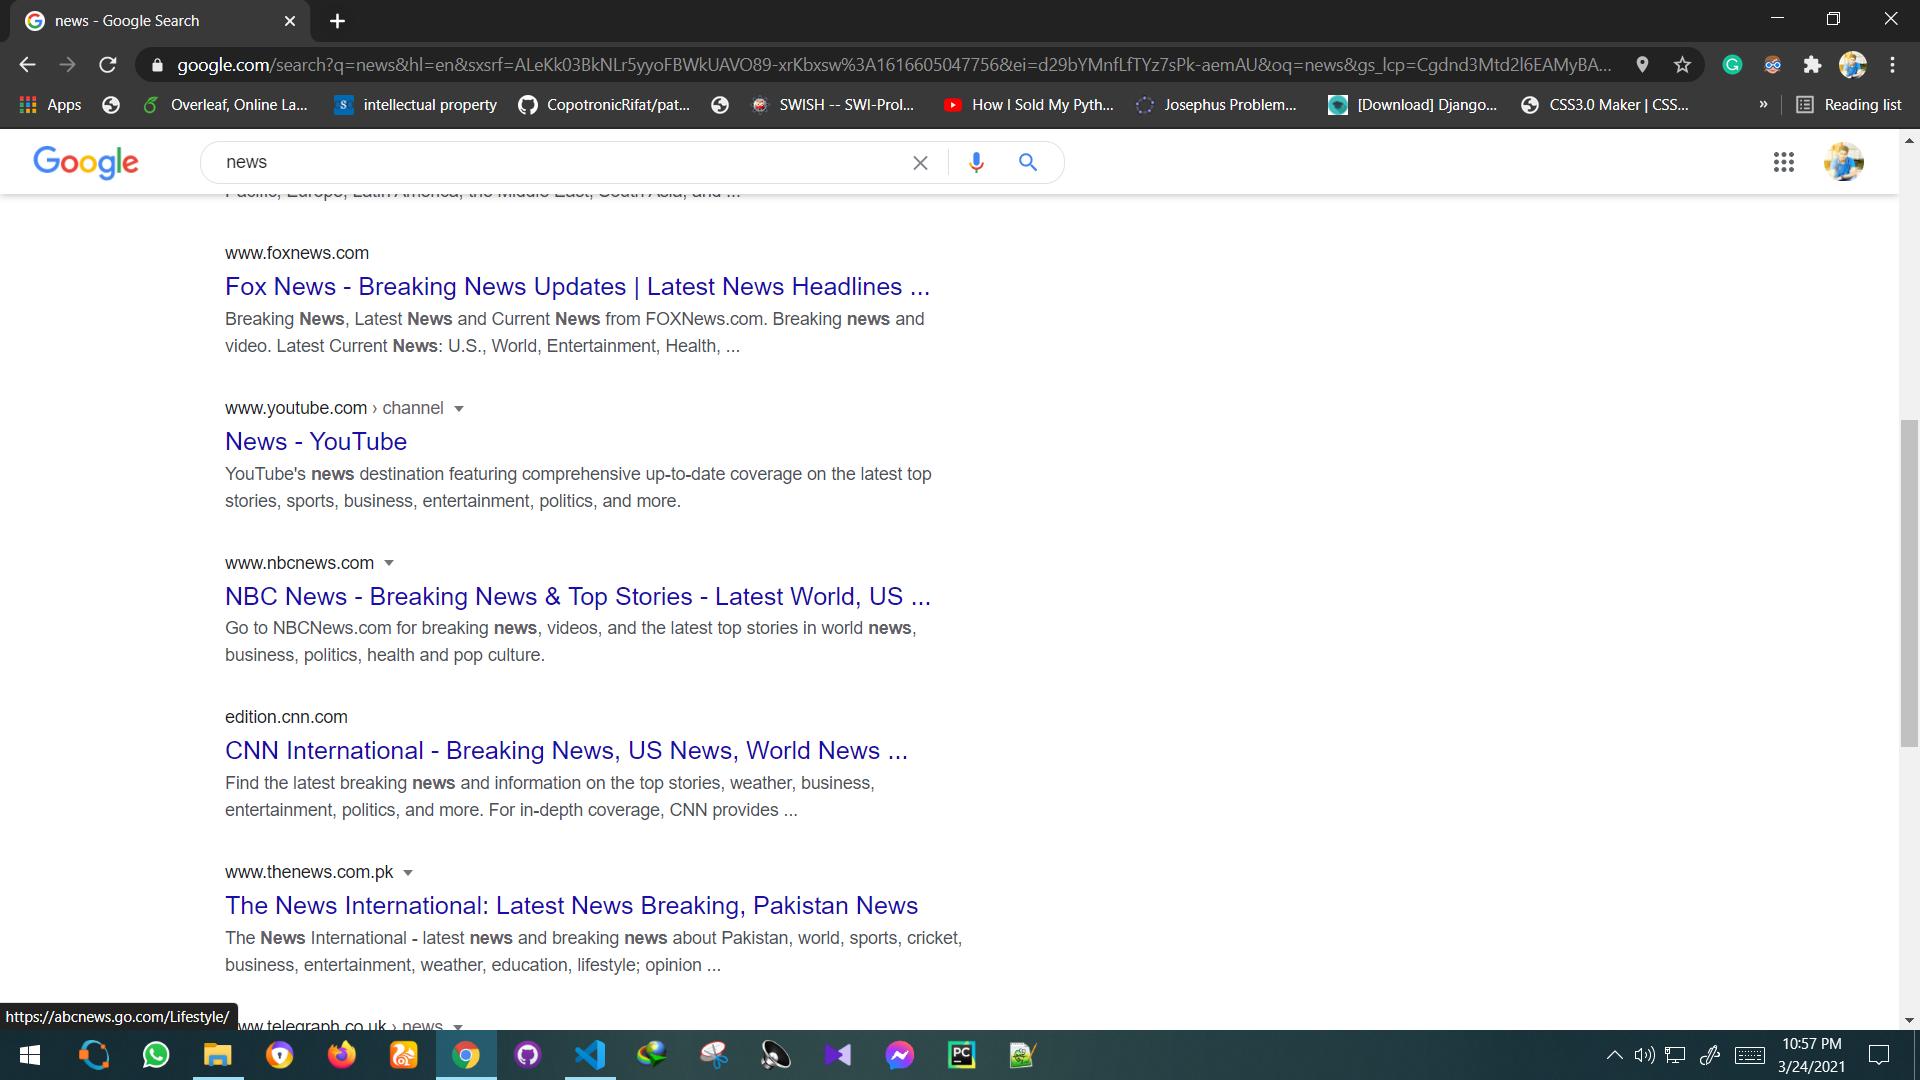 news - Google Search
google.com/search?q=news&hl=en&sxsrf=ALeKk03BkNLr5yyoFBWkUAVO89-xrKbxsw%3A1616605047756&ei=d29bYMnfLfTYz7sPk-aemAU&oq=news&gs_lcp=Cgdnd3Mtd2l6EAMyBA...
Apps
Overleaf, Online La...
intellectual property
CopotronicRifat/pat...
SWISH -- SWI-Prol...
How I Sold My Pyth...
Josephus Problem...
[Download] Django...
CSS3.0 Maker | CSS...
»
Reading list
Google
news
Pacific, Europe, Latin America, the Middle East, South Asia, and ...
www.foxnews.com
Fox News - Breaking News Updates | Latest News Headlines ...
Breaking News, Latest News and Current News from FOXNews.com. Breaking news and
video. Latest Current News: U.S., World, Entertainment, Health, ...
www.youtube.com › channel
News - YouTube
YouTube's news destination featuring comprehensive up-to-date coverage on the latest top
stories, sports, business, entertainment, politics, and more.
www.nbcnews.com
NBC News - Breaking News & Top Stories - Latest World, US ...
Go to NBCNews.com for breaking news, videos, and the latest top stories in world news,
business, politics, health and pop culture.
edition.cnn.com
CNN International - Breaking News, US News, World News ...
Find the latest breaking news and information on the top stories, weather, business,
entertainment, politics, and more. For in-depth coverage, CNN provides ...
www.thenews.com.pk
The News International: Latest News Breaking, Pakistan News
The News International - latest news and breaking news about Pakistan, world, sports, cricket,
business, entertainment, weather, education, lifestyle; opinion ...
https://abcnews.go.com/Lifestyle/
ww.telegraph.co.uk › news
10:57 PM
3/24/2021